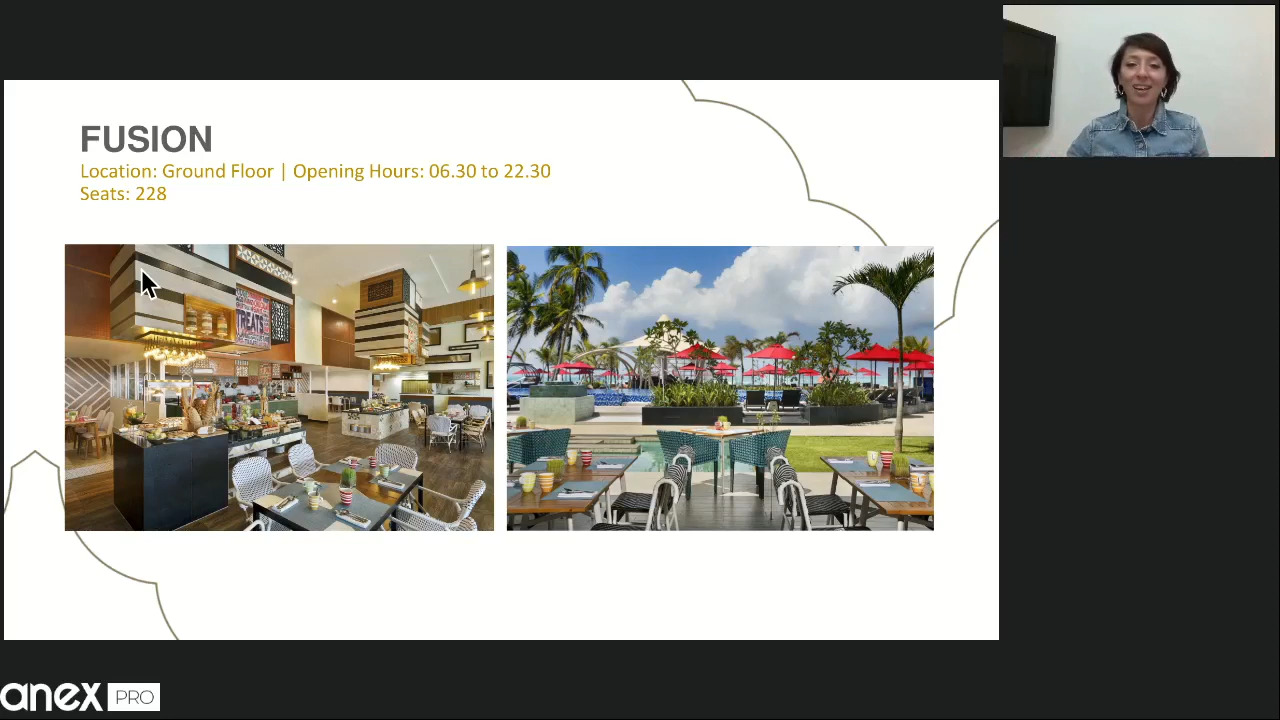 FUSION
Location: Ground Floor | Opening Hours: 06.30 to 22.30
Seats: 228
TREATS
anex PRO